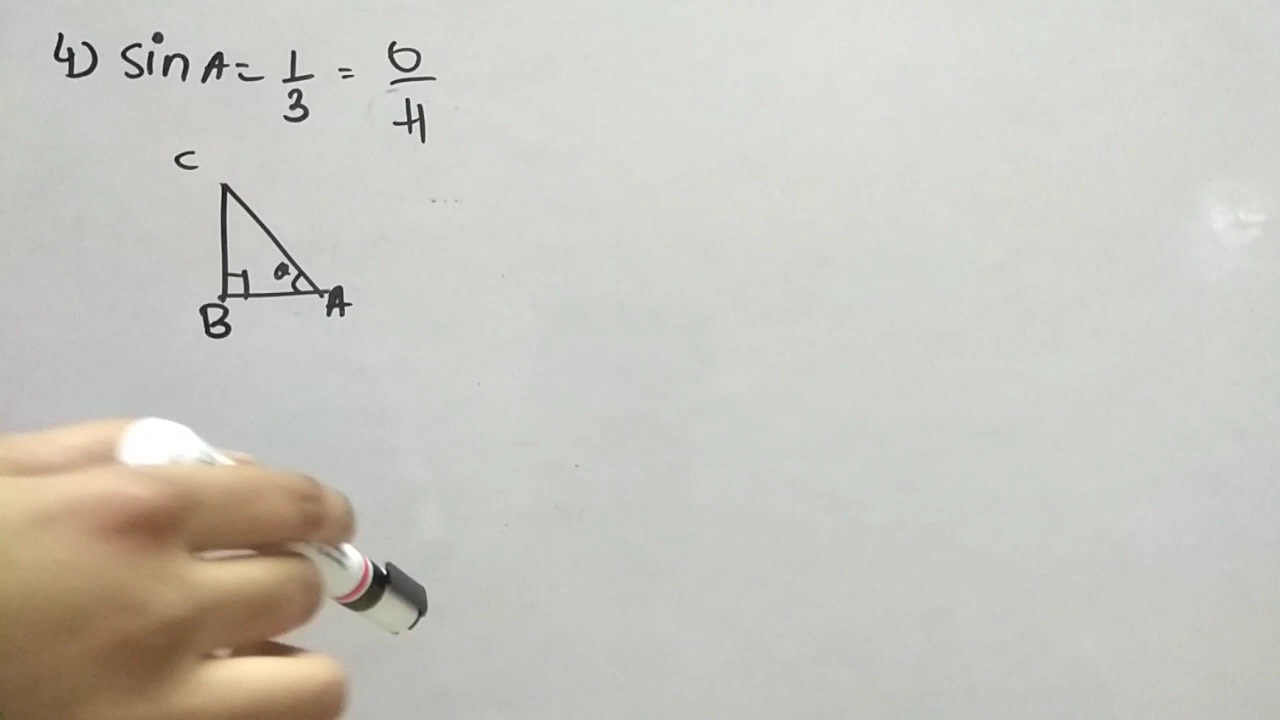 4) Sin A = 1/3 = O/H
C
a
B A